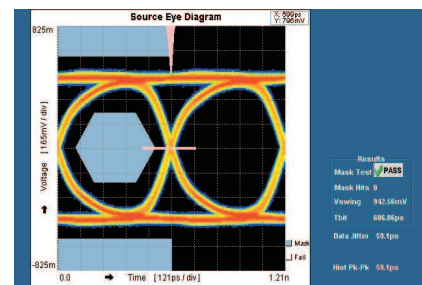 Source Eye Diagram
X: 599ps
Y: 796mV
825m
Voltage [165mV / div]
-825m
0.0
Time [121ps / div]
1.21n
Mask
Fail
Results
Mask Test PASS
Mask Hits 0
Vswing 942.56mV
Tbit 606.06ps
Data Jitter 59.1ps
Hist Pk-Pk 59.1ps